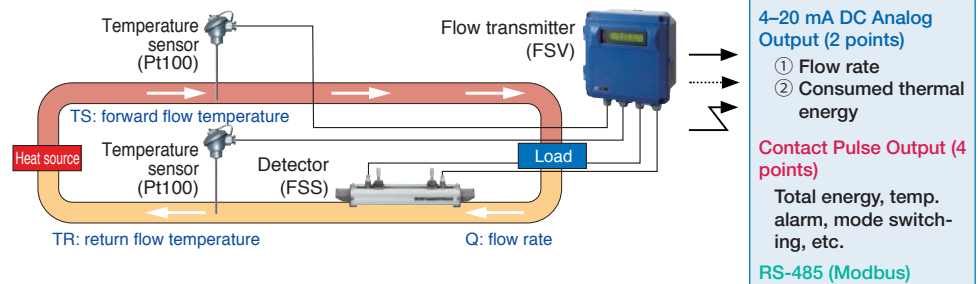 Temperature
sensor
(Pt100)
Flow transmitter
(FSV)
TS: forward flow temperature
Heat source
Temperature
sensor
(Pt100)
Detector
(FSS)
Load
TR: return flow temperature
Q: flow rate
4–20 mA DC Analog
Output (2 points)
① Flow rate
② Consumed thermal
energy
Contact Pulse Output (4
points)
Total energy, temp.
alarm, mode switch-
ing, etc.
RS-485 (Modbus)